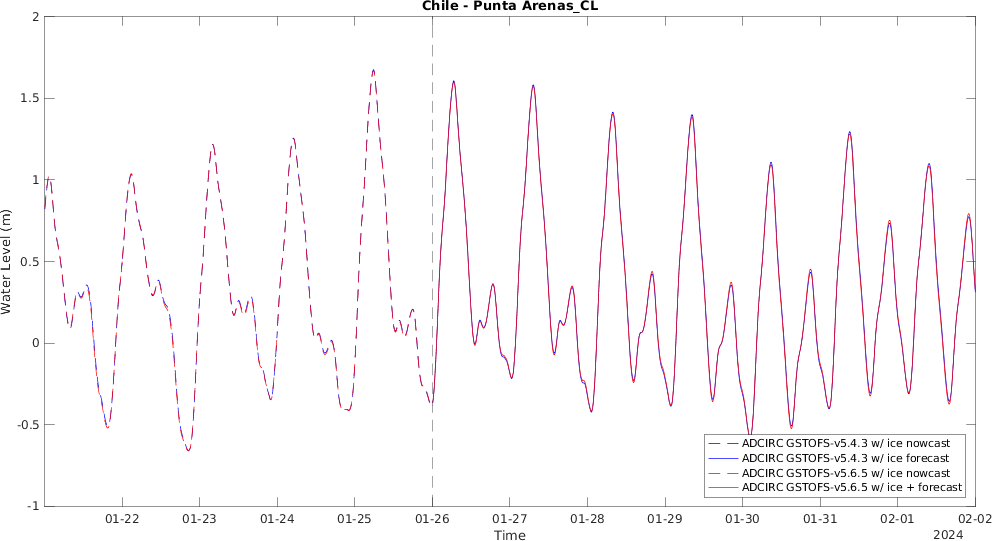 Chile - Punta Arenas_CL
2
1.5
1
0.5
0
-0.5
-1
Water Level (m)
ADCIRC GSTOFS-v5.4.3 w/ ice nowcast
ADCIRC GSTOFS-v5.4.3 w/ ice forecast
ADCIRC GSTOFS-v5.6.5 w/ ice nowcast
ADCIRC GSTOFS-v5.6.5 w/ ice + forecast
01-22 01-23 01-24 01-25 01-26 01-27 01-28 01-29 01-30 01-31 02-01 02-02
Time
2024